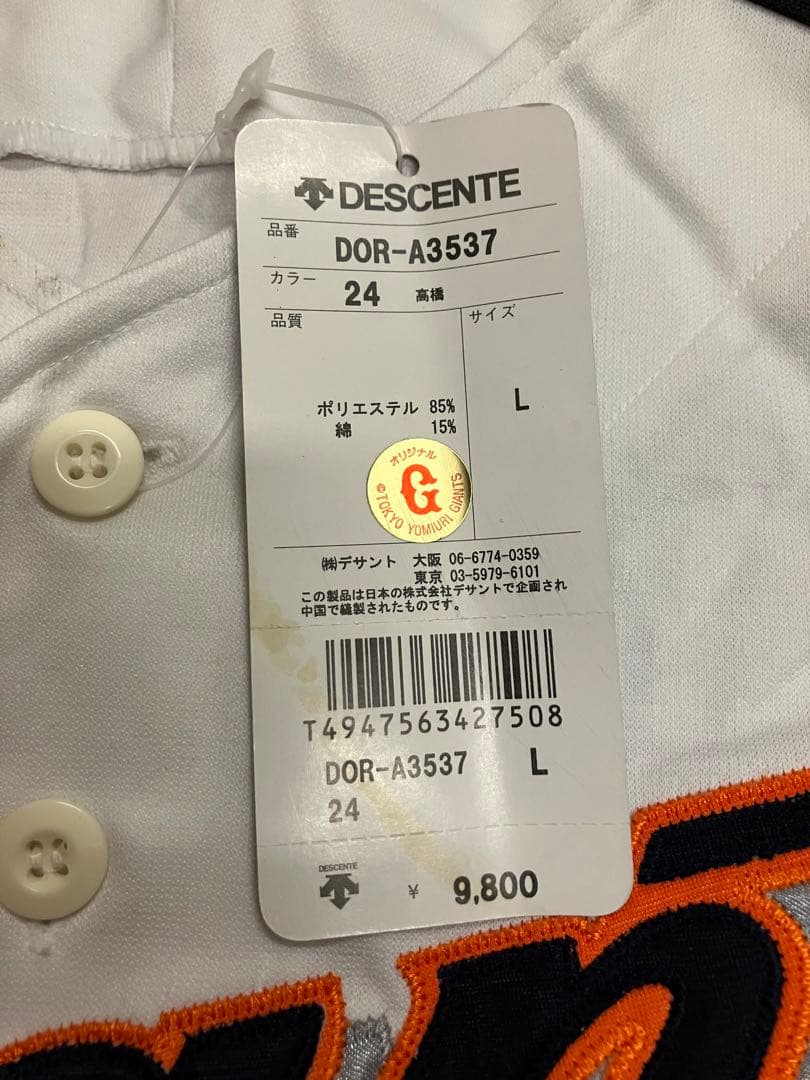 DESCENTE
品番
DOR-A3537
カラー
24 高橋
品質
サイズ
ポリエステル 85%
綿 15%
L
オリジナル
G
©TOKYO YOMIURI GIANTS
㈱デサント 大阪 06-6774-0359
東京 03-5979-6101
この製品は日本の株式会社デサントで企画され
中国で縫製されたものです。
T4947563427508
DOR-A3537 L
24
DESCENTE
¥ 9,800